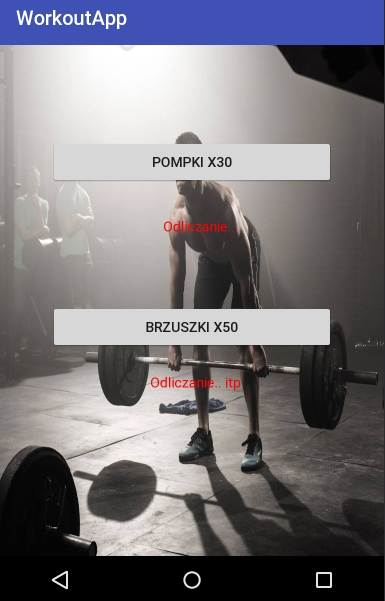 WorkoutApp
POMPKI X30
Odliczanie..
BRZUSZKI X50
Odliczanie.. itp